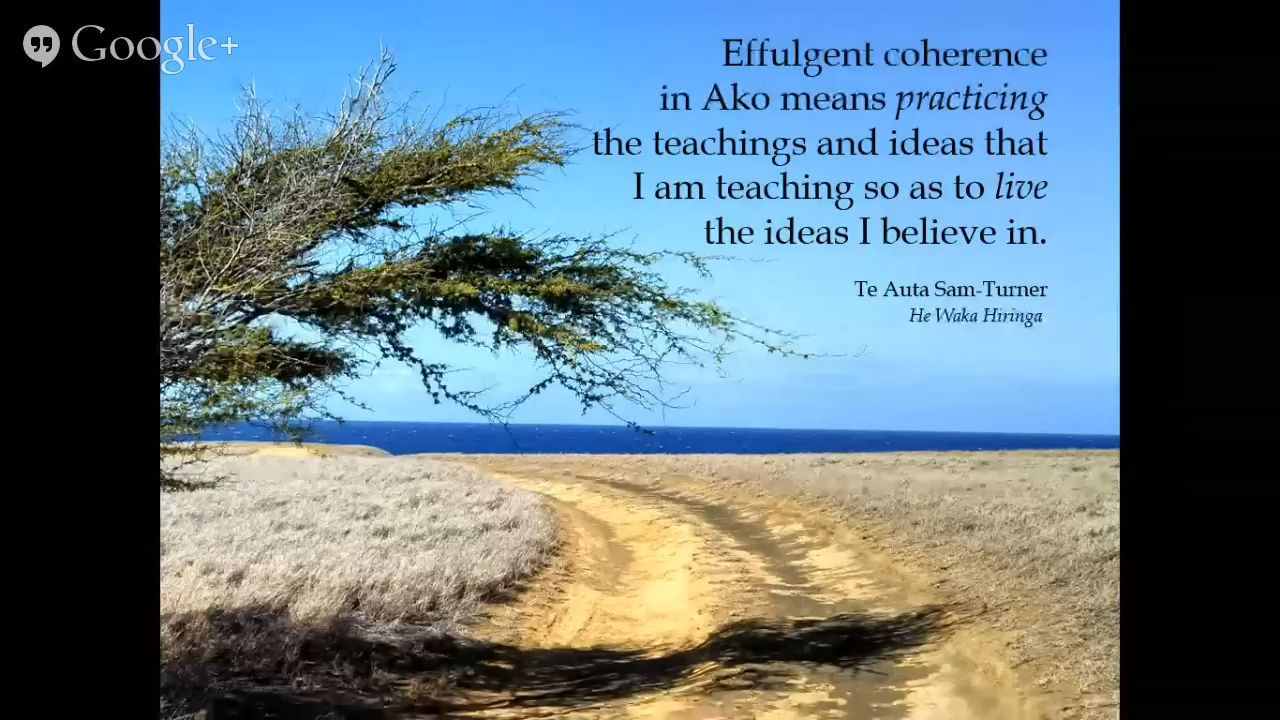 Google+
Effulgent coherence
in Ako means practicing
the teachings and ideas that
I am teaching so as to live
the ideas I believe in.
Te Auta Sam-Turner
He Waka Hiringa